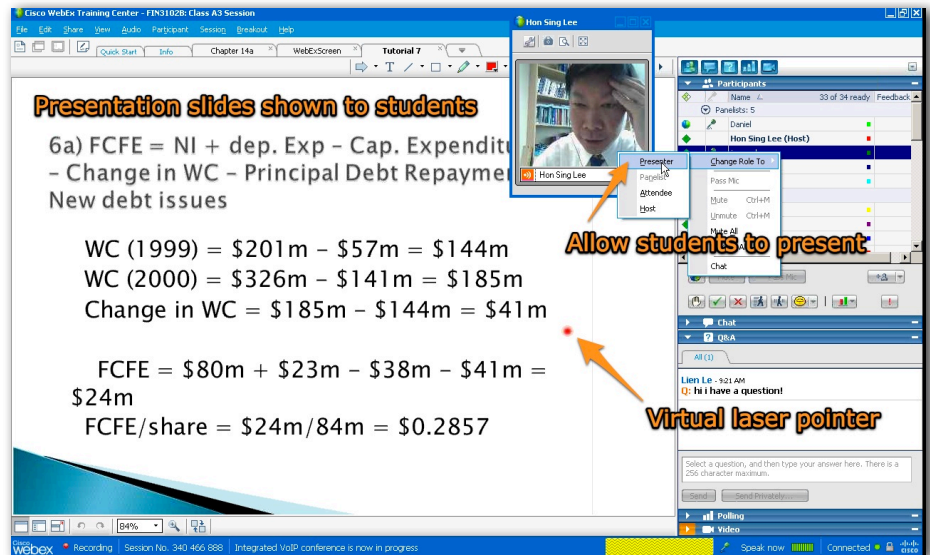 Cisco WebEx Training Center - FIN3102B: Class A3 Session
File Edit Share View Audio Participant Session Breakout Help
Quick Start Info Chapter 14a WebExScreen Tutorial 7
T
Presentation slides shown to students
6a) FCFE = NI + dep. Exp – Cap. Expenditu
– Change in WC – Principal Debt Repayme
New debt issues
WC (1999) = $201m – $57m = $144m
WC (2000) = $326m – $141m = $185m
Change in WC = $185m – $144m = $41m
FCFE = $80m + $23m – $38m – $41m =
$24m
FCFE/share = $24m/84m = $0.2857
Hon Sing Lee
Hon Sing Lee
Presenter
Panelist
Attendee
Host
Change Role To
Pass Mic
Mute Ctrl+M
Unmute Ctrl+M
Mute All
Chat
Allow students to present
Virtual laser pointer
Participants
Name 33 of 34 ready Feedback
Panelists: 5
Daniel
Hon Sing Lee (Host)
Mic
Chat
Q&A
All (1)
Lien Le - 9:21 AM
Q: hi i have a question!
Select a question, and then type your answer here. There is a
256 character maximum.
Send Send Privately...
Polling
Video
84%
Cisco webex Recording Session No. 340 466 888 Integrated VoIP conference is now in progress
Speak now Connected cisco